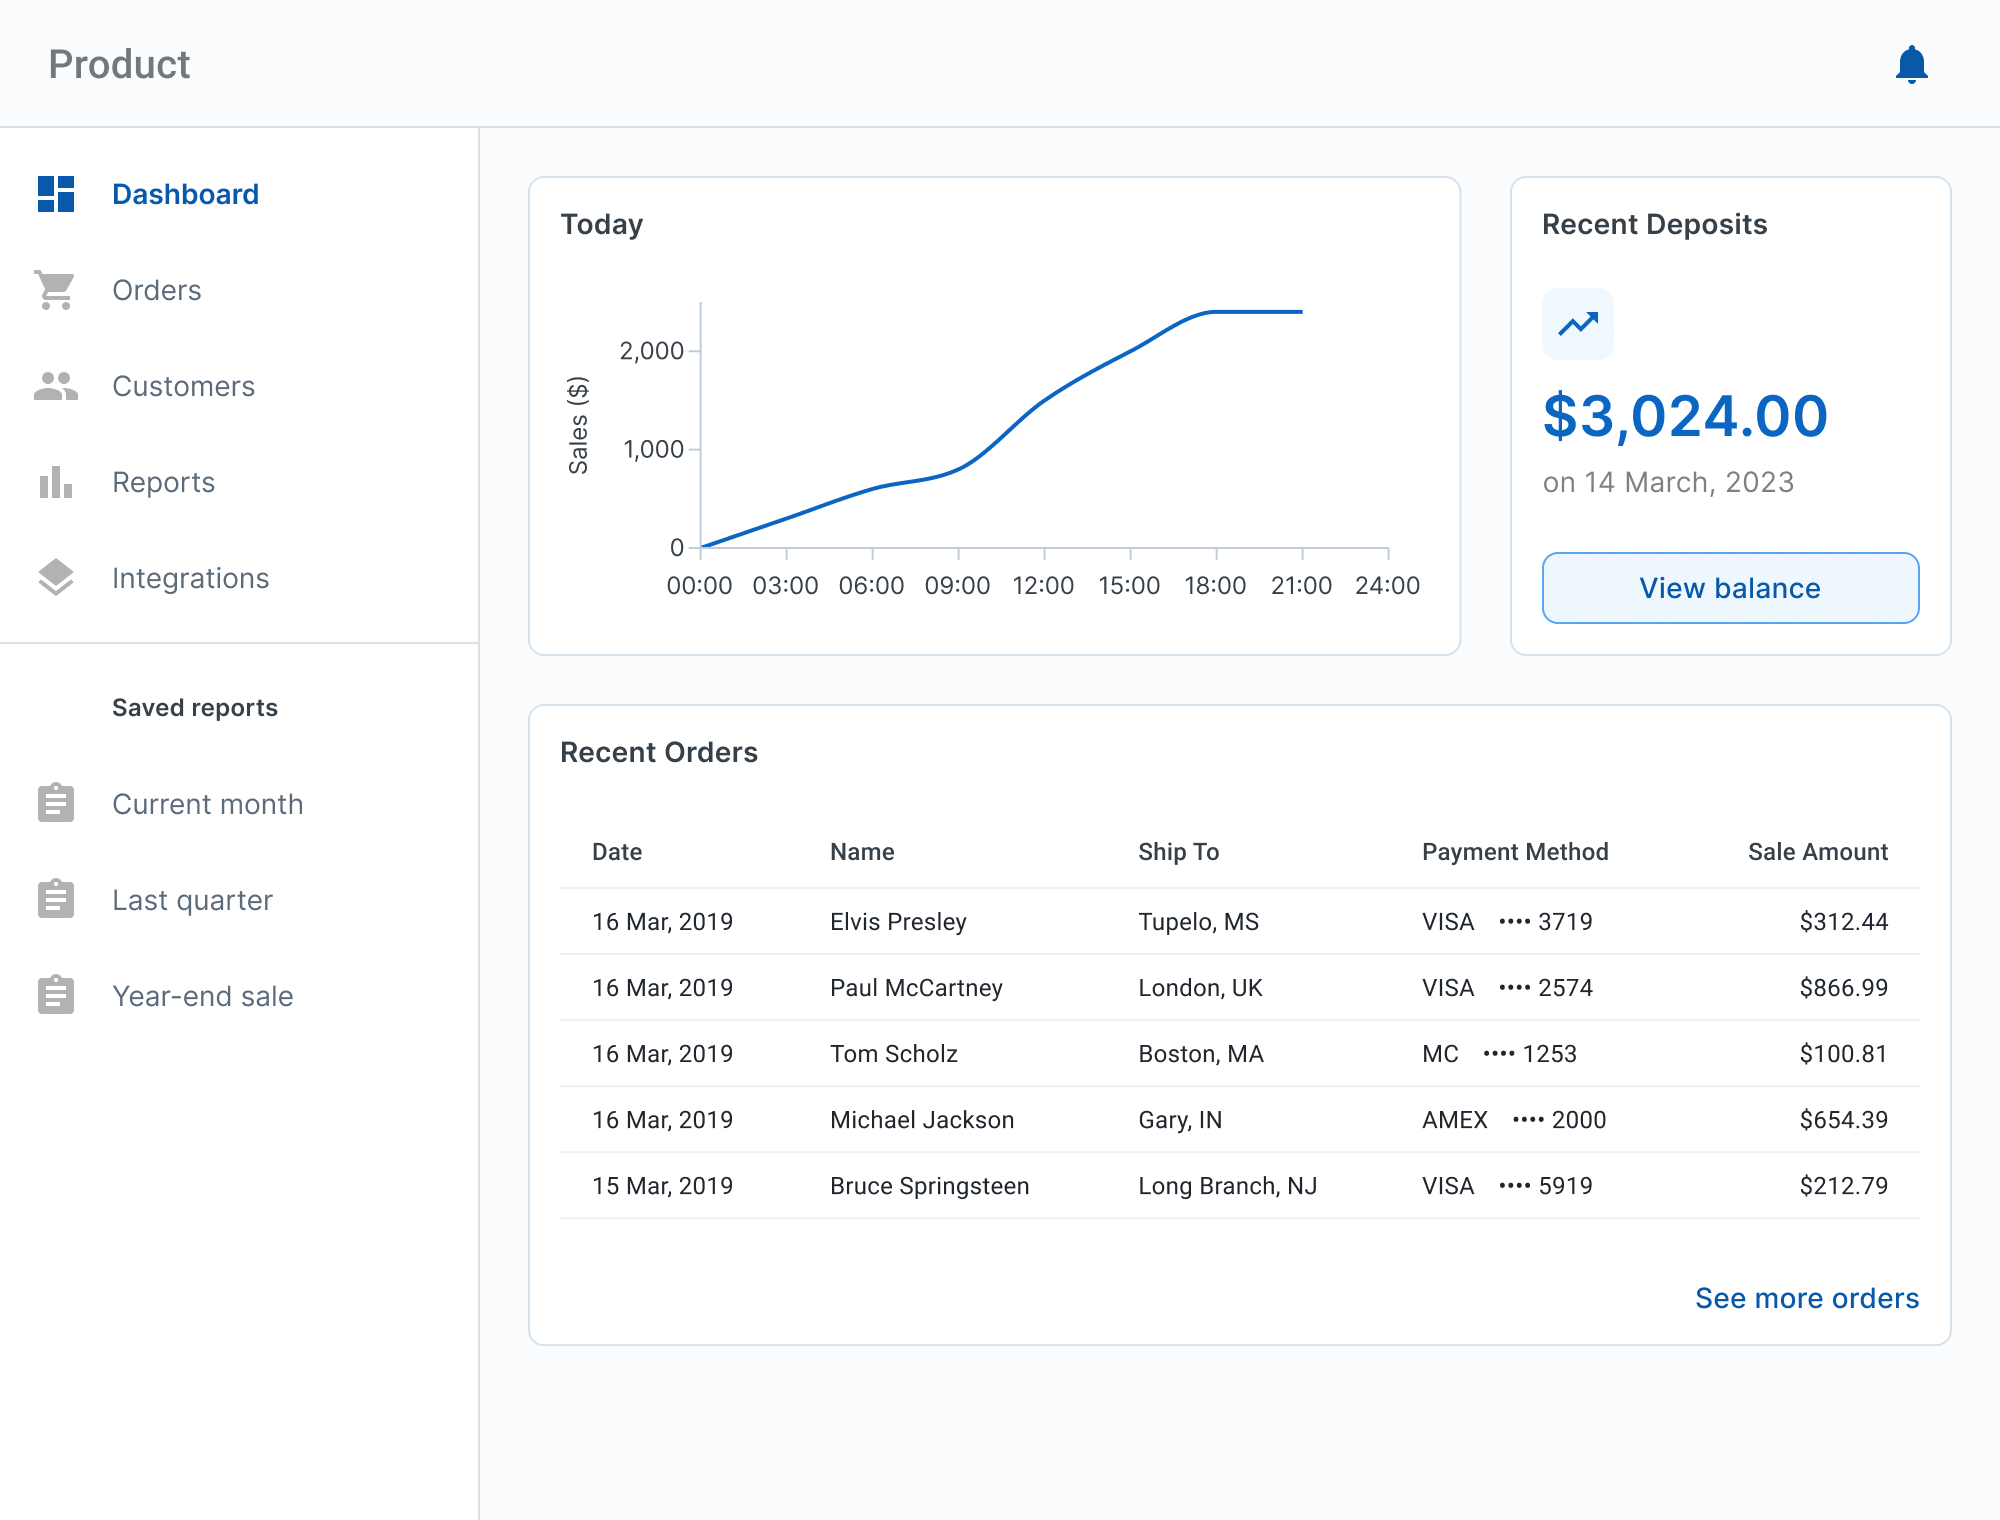 Product
Dashboard
Orders
Customers
Reports
Integrations
Saved reports
Current month
Last quarter
Year-end sale
Today
Sales ($)
2,000
1,000
0
00:00 03:00 06:00 09:00 12:00 15:00 18:00 21:00 24:00
Recent Deposits
$3,024.00
on 14 March, 2023
View balance
Recent Orders
Date Name Ship To Payment Method Sale Amount
16 Mar, 2019 Elvis Presley Tupelo, MS VISA •••• 3719 $312.44
16 Mar, 2019 Paul McCartney London, UK VISA •••• 2574 $866.99
16 Mar, 2019 Tom Scholz Boston, MA MC •••• 1253 $100.81
16 Mar, 2019 Michael Jackson Gary, IN AMEX •••• 2000 $654.39
15 Mar, 2019 Bruce Springsteen Long Branch, NJ VISA •••• 5919 $212.79
See more orders